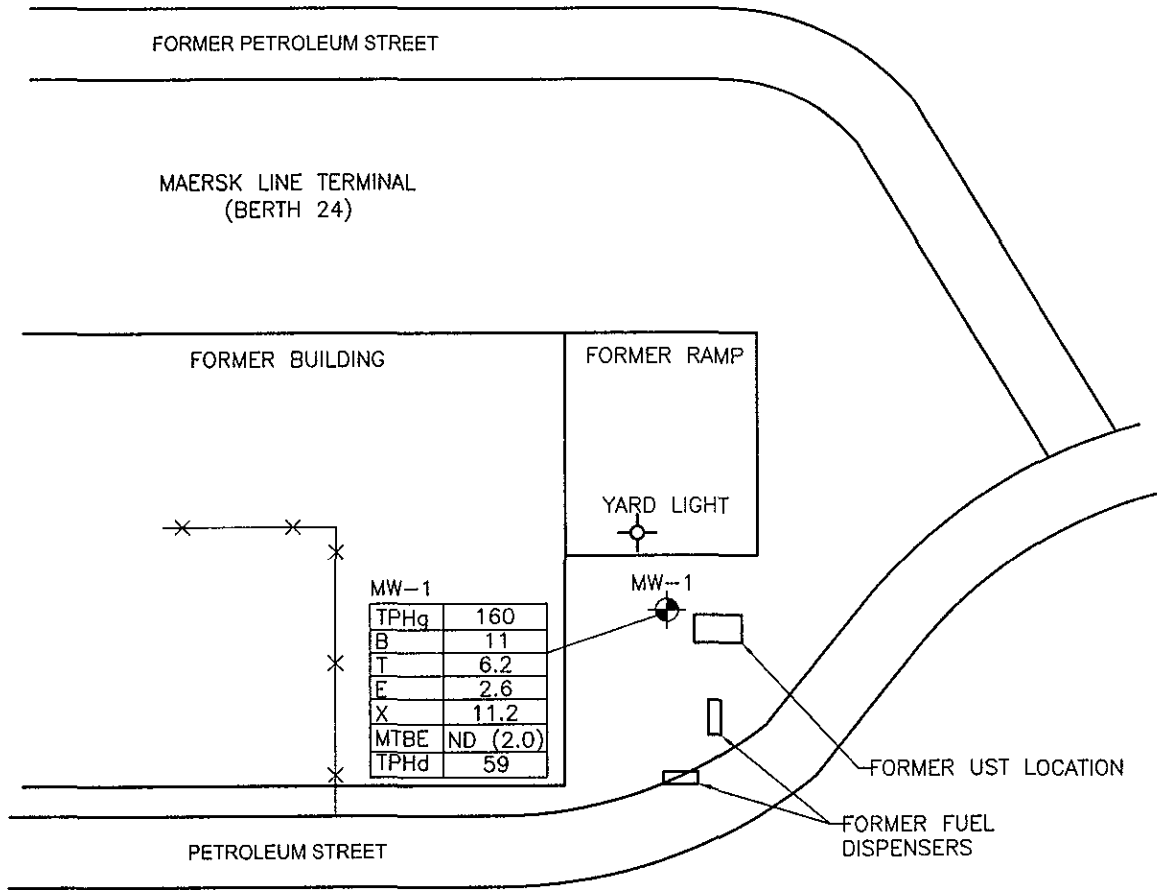 FORMER PETROLEUM STREET
MAERSK LINE TERMINAL
(BERTH 24)
FORMER BUILDING
FORMER RAMP
YARD LIGHT
MW-1
MW-1
TPHg 160
B 11
T 6.2
E 2.6
X 11.2
MTBE ND (2.0)
TPHd 59
FORMER UST LOCATION
FORMER FUEL
DISPENSERS
PETROLEUM STREET